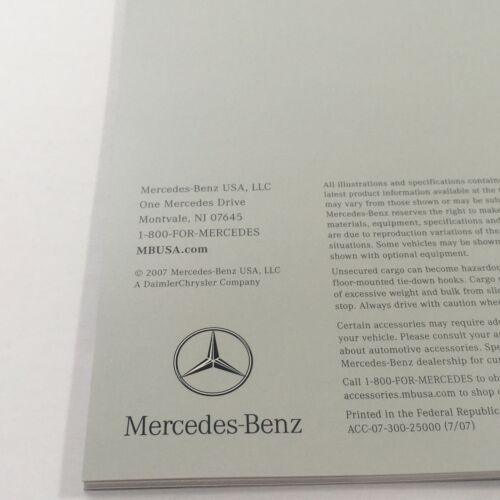 Mercedes-Benz USA, LLC
One Mercedes Drive
Montvale, NJ 07645
1-800-FOR-MERCEDES
MBUSA.com
© 2007 Mercedes-Benz USA, LLC
A DaimlerChrysler Company
Mercedes-Benz
All illustrations and specifications
latest product information available at the
may vary from those shown or may be
Mercedes-Benz reserves the right to
materials, equipment, specifications
are due to reproduction variations of the
situations. Some vehicles may be shown
shown with optional equipment.
Unsecured cargo can become
floor-mounted tie-down hooks. Cargo
of excessive weight and bulk from
stop. Always drive with caution
Certain accessories may require
your vehicle. Please consult your
about automotive accessories.
Mercedes-Benz dealership for
Call 1-800-FOR-MERCEDES to
accessories.mbusa.com to shop
Printed in the Federal
ACC-07-300-25000 (7/07)